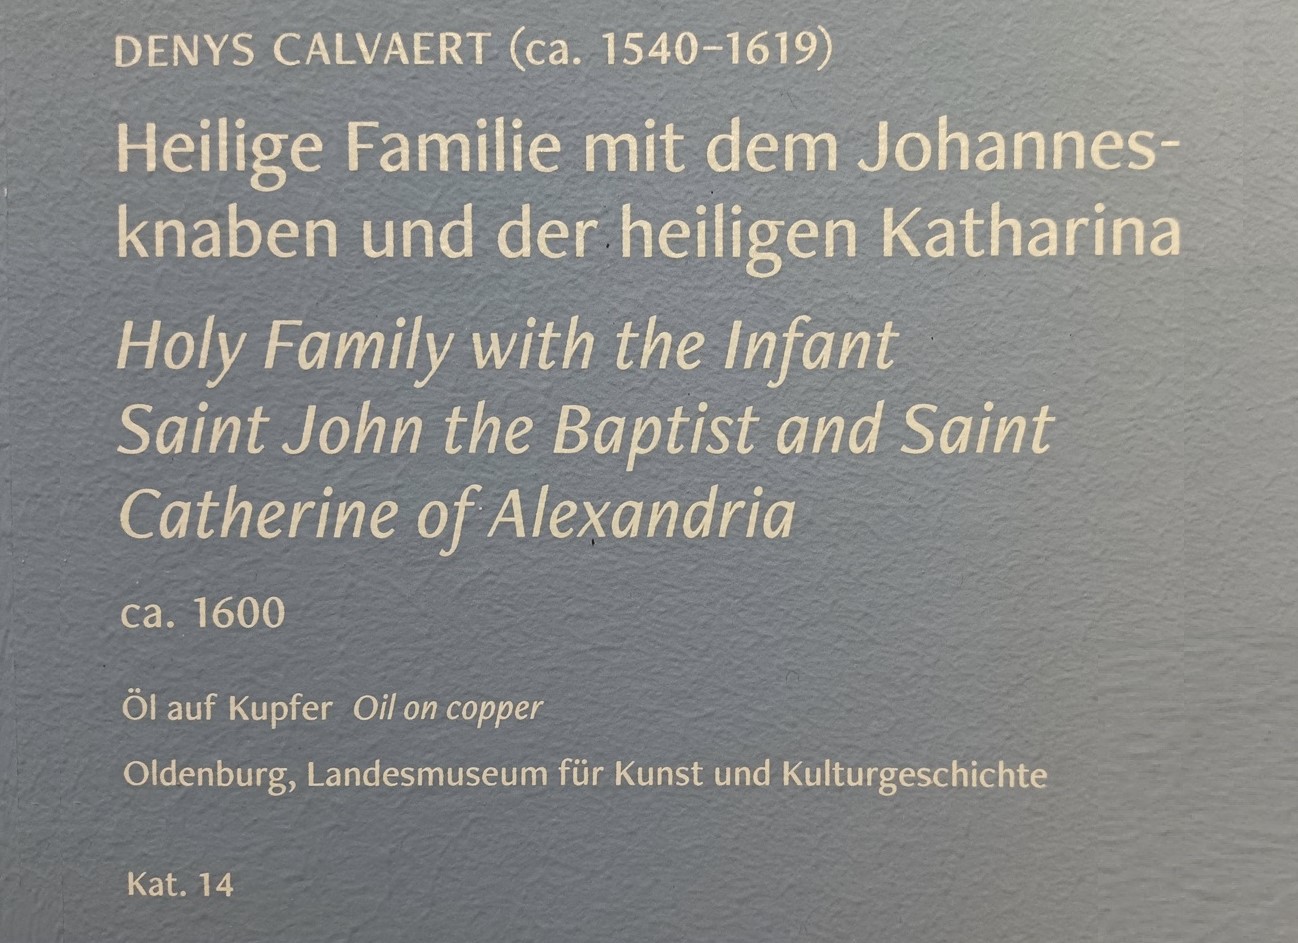 DENYS CALVAERT (ca. 1540–1619)
Heilige Familie mit dem Johannes-
knaben und der heiligen Katharina
Holy Family with the Infant
Saint John the Baptist and Saint
Catherine of Alexandria
ca. 1600
Öl auf Kupfer Oil on copper
Oldenburg, Landesmuseum für Kunst und Kulturgeschichte
Kat. 14